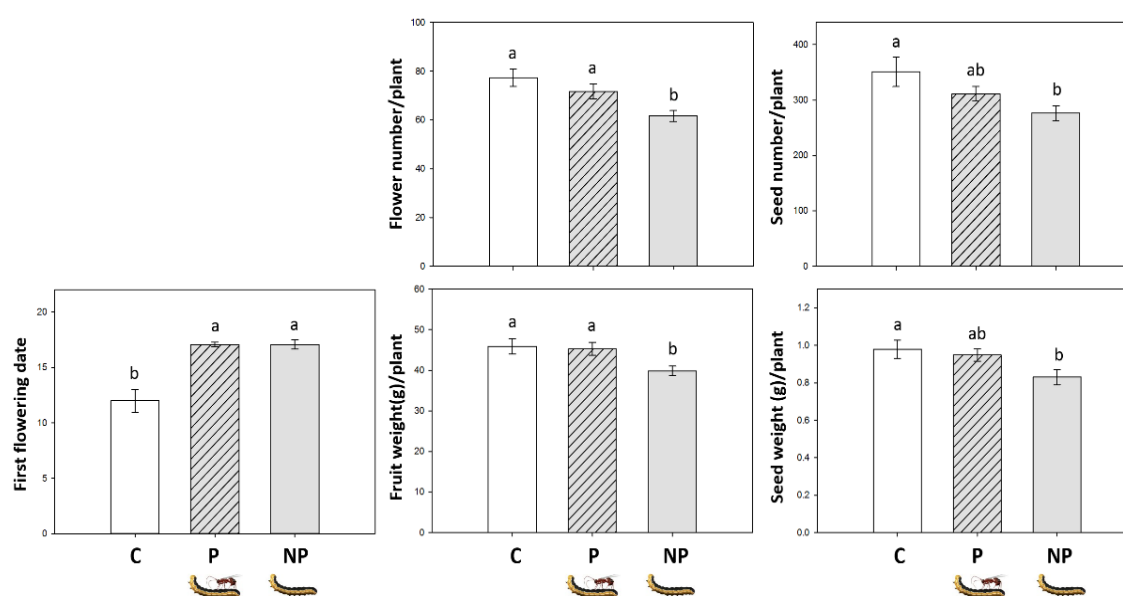 Flower number/plant
100
80
60
40
20
0
a
a
b
Seed number/plant
400
300
200
100
0
a
ab
b
First flowering date
20
15
10
5
0
b
a
a
C
P
NP
Fruit weight(g)/plant
60
50
40
30
20
10
0
a
a
b
C
P
NP
Seed weight (g)/plant
1.2
1.0
0.8
0.6
0.4
0.2
0.0
a
ab
b
C
P
NP